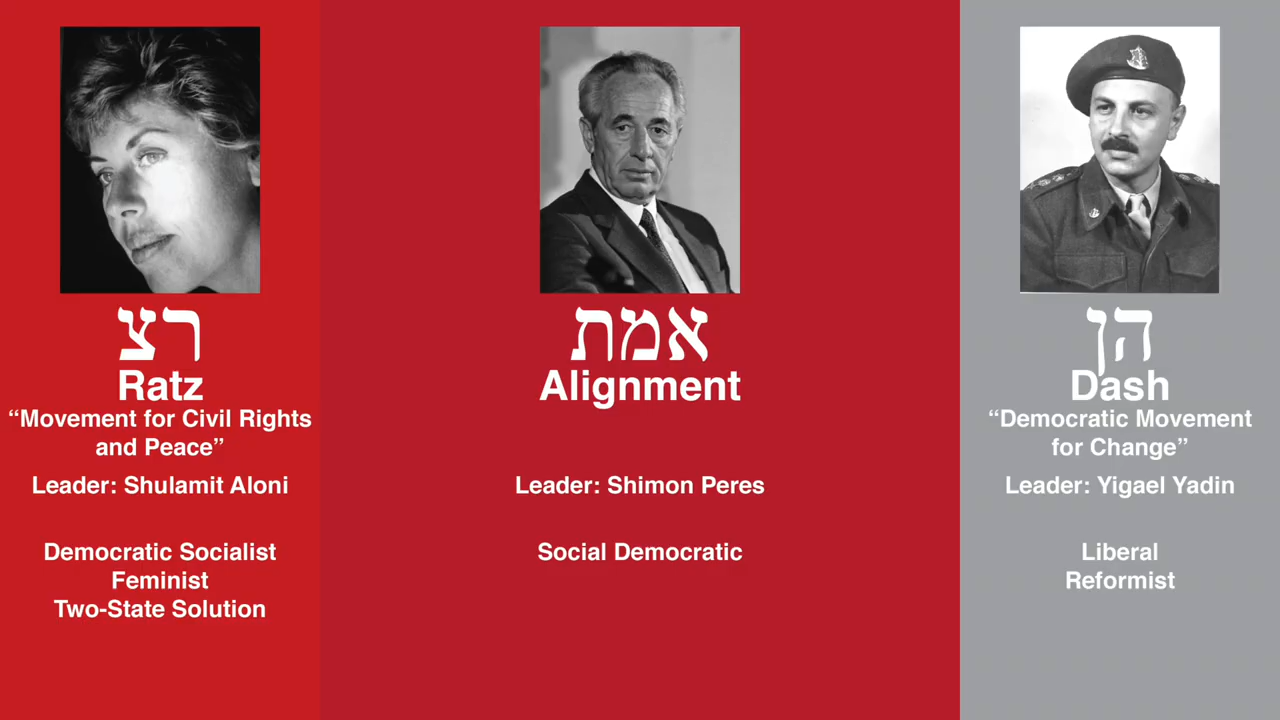 רצ
Ratz
“Movement for Civil Rights
and Peace”
Leader: Shulamit Aloni
Democratic Socialist
Feminist
Two-State Solution
אמת
Alignment
Leader: Shimon Peres
Social Democratic
הן
Dash
“Democratic Movement
for Change”
Leader: Yigael Yadin
Liberal
Reformist